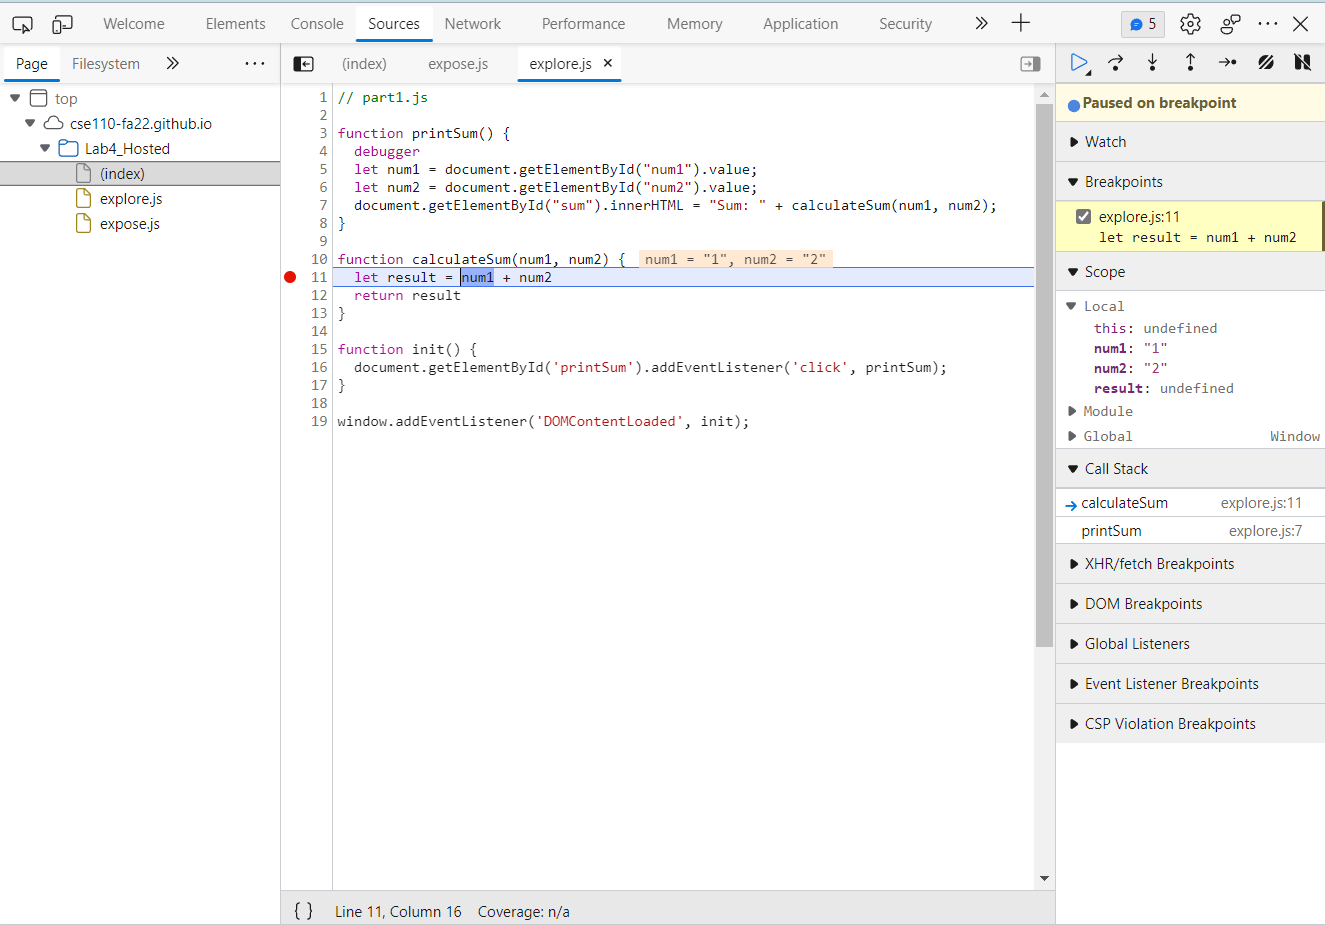 Welcome Elements Console Sources Network Performance Memory Application Security 5
Page Filesystem
(index) expose.js explore.js
top
cse110-fa22.github.io
Lab4_Hosted
(index)
explore.js
expose.js
1 // part1.js
2
3 function printSum() {
4 debugger
5 let num1 = document.getElementById("num1").value;
6 let num2 = document.getElementById("num2").value;
7 document.getElementById("sum").innerHTML = "Sum: " + calculateSum(num1, num2);
8 }
9
10 function calculateSum(num1, num2) { num1 = "1", num2 = "2"
11 let result = num1 + num2
12 return result
13 }
14
15 function init() {
16 document.getElementById('printSum').addEventListener('click', printSum);
17 }
18
19 window.addEventListener('DOMContentLoaded', init);
{ } Line 11, Column 16 Coverage: n/a
Paused on breakpoint
Watch
Breakpoints
explore.js:11
let result = num1 + num2
Scope
Local
this: undefined
num1: "1"
num2: "2"
result: undefined
Module
Global Window
Call Stack
calculateSum explore.js:11
printSum explore.js:7
XHR/fetch Breakpoints
DOM Breakpoints
Global Listeners
Event Listener Breakpoints
CSP Violation Breakpoints